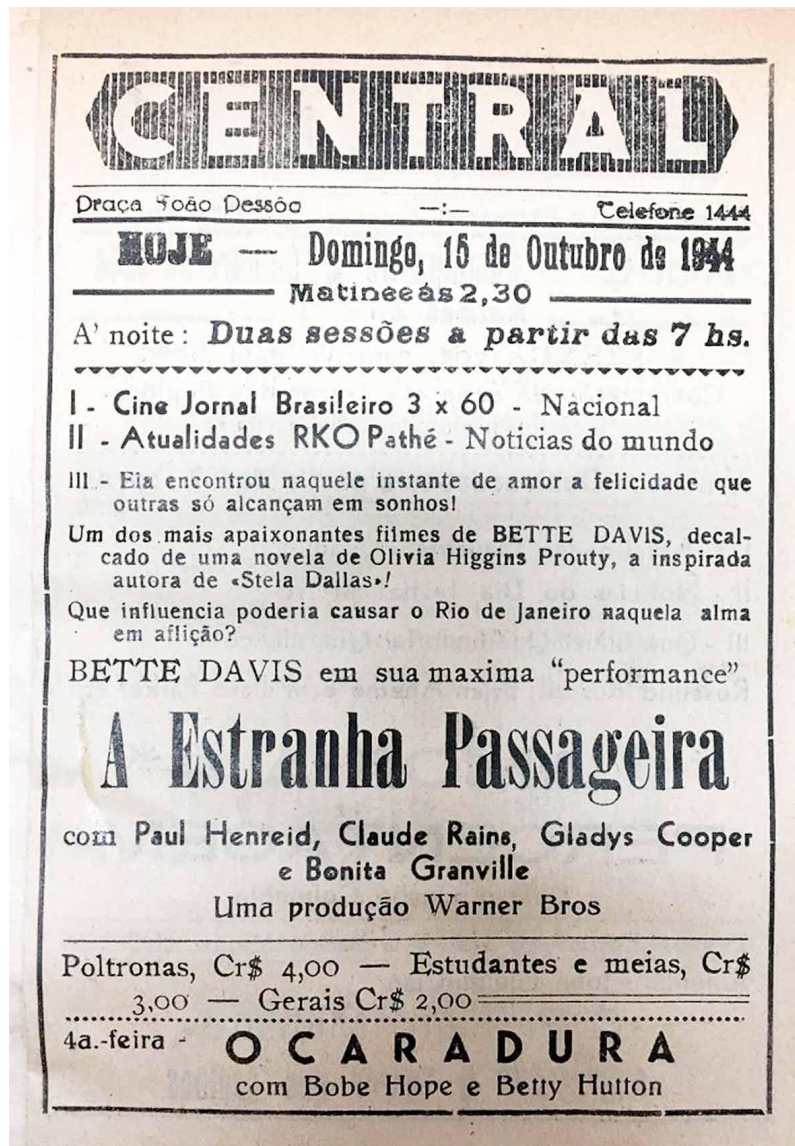 CENTRAL
Praça João Pessôa —:— Telefone 1444
HOJE — Domingo, 15 de Outubro de 1944
Matinee ás 2,30
A' noite : Duas sessões a partir das 7 hs.
I - Cine Jornal Brasileiro 3 x 60 - Nacional
II - Atualidades RKO Pathé - Noticias do mundo
III - Ela encontrou naquele instante de amor a felicidade que
outras só alcançam em sonhos!
Um dos mais apaixonantes filmes de BETTE DAVIS, decal-
cado de uma novela de Olivia Higgins Prouty, a inspirada
autora de «Stela Dallas»!
Que influencia poderia causar o Rio de Janeiro naquela alma
em aflição?
BETTE DAVIS em sua maxima “performance”
A Estranha Passageira
com Paul Henreid, Claude Rains, Gladys Cooper
e Bonita Granville
Uma produção Warner Bros
Poltronas, Cr$ 4,00 — Estudantes e meias, Cr$
3,00 — Gerais Cr$ 2,00
4a.-feira - O CARADURA
com Bobe Hope e Betty Hutton